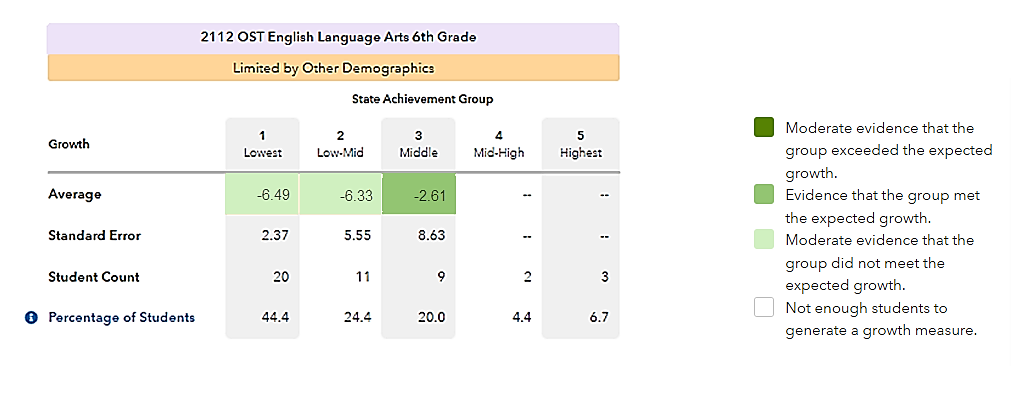 2112 OST English Language Arts 6th Grade
Limited by Other Demographics
State Achievement Group
Growth 1 Lowest 2 Low-Mid 3 Middle 4 Mid-High 5 Highest
Average -6.49 -6.33 -2.61 -- --
Standard Error 2.37 5.55 8.63 -- --
Student Count 20 11 9 2 3
Percentage of Students 44.4 24.4 20.0 4.4 6.7
Moderate evidence that the
group exceeded the expected
growth.
Evidence that the group met
the expected growth.
Moderate evidence that the
group did not meet the
expected growth.
Not enough students to
generate a growth measure.